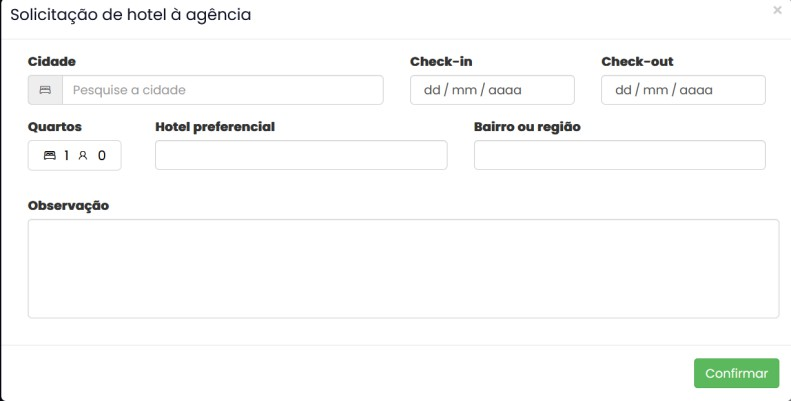 Solicitação de hotel à agência
×
Cidade
Check-in
Check-out
Pesquise a cidade
dd / mm / aaaa
dd / mm / aaaa
Quartos
Hotel preferencial
Bairro ou região
1 0
Observação
Confirmar